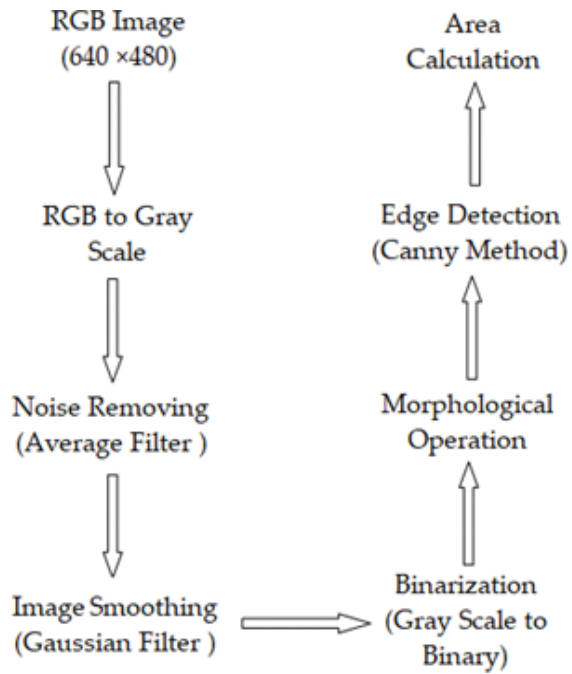 RGB Image
(640 ×480)
RGB to Gray
Scale
Noise Removing
(Average Filter )
Image Smoothing
(Gaussian Filter )
Binarization
(Gray Scale to
Binary)
Morphological
Operation
Edge Detection
(Canny Method)
Area
Calculation